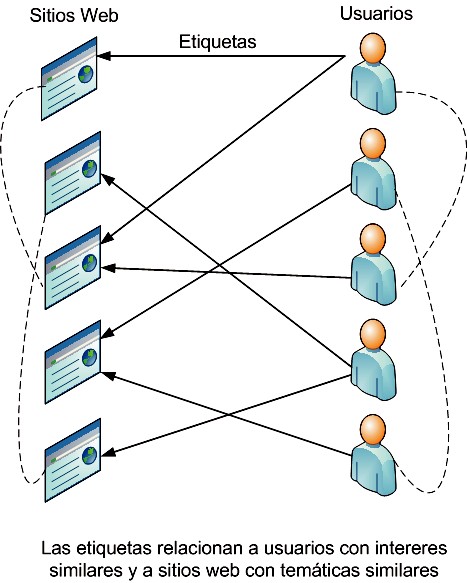 Sitios Web
Usuarios
Etiquetas
Las etiquetas relacionan a usuarios con intereres
similares y a sitios web con temáticas similares